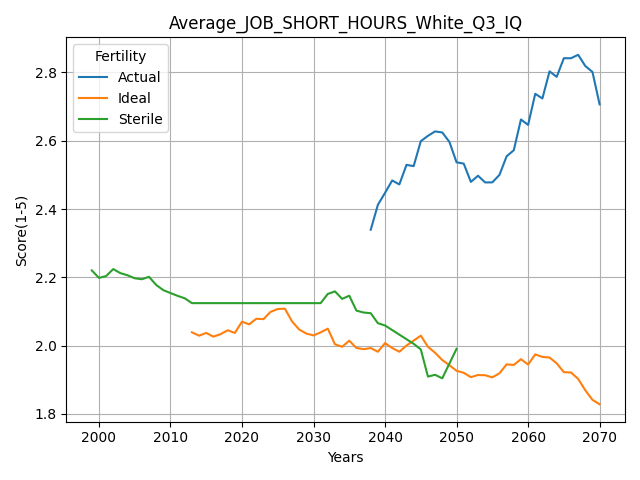 Average_JOB_SHORT_HOURS_White_Q3_IQ
Fertility
Actual
Ideal
Sterile
Score(1-5)
2.8
2.6
2.4
2.2
2.0
1.8
2000 2010 2020 2030 2040 2050 2060 2070
Years